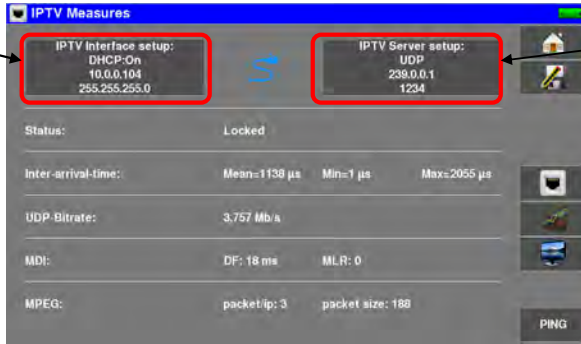 IPTV Measures
IPTV Interface setup:
DHCP:On
10.0.0.104
255.255.255.0
IPTV Server setup:
UDP
239.0.0.1
1234
Status: Locked
Inter-arrival-time: Mean=1138 µs Min=1 µs Max=2055 µs
UDP-Bitrate: 3.757 Mb/s
MDI: DF: 18 ms MLR: 0
MPEG: packet/ip: 3 packet size: 188
PING